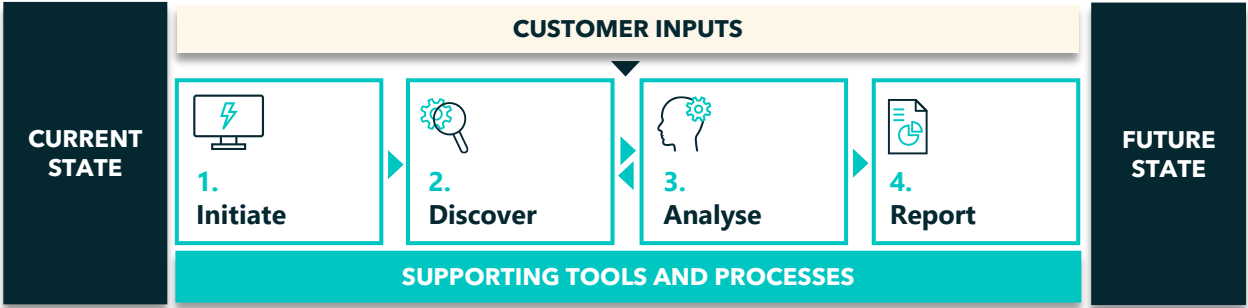 CUSTOMER INPUTS
CURRENT
STATE
1.
Initiate
2.
Discover
3.
Analyse
4.
Report
FUTURE
STATE
SUPPORTING TOOLS AND PROCESSES